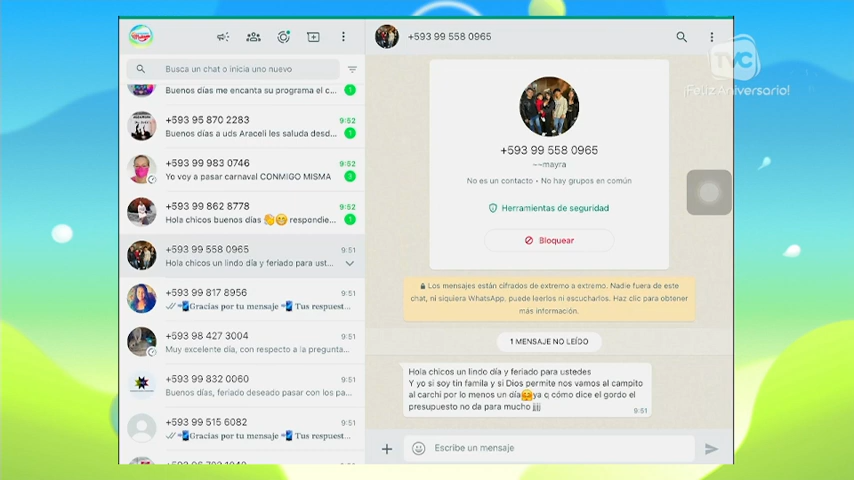 +593 99 558 0965
TVC
¡Feliz Aniversario!
Busca un chat o inicia uno nuevo
Buenos días me encanta su programa el c...
1
+593 95 870 2283
9:52
Buenos días a uds Araceli les saluda desd...
1
+593 99 983 0746
9:52
Yo voy a pasar carnaval CONMIGO MISMA
3
+593 99 862 8778
9:52
Hola chicos buenos días 👏😁 respondie...
1
+593 99 558 0965
9:51
Hola chicos un lindo día y feriado para ust...
+593 99 817 8956
9:51
📲Gracias por tu mensaje 📲 Tus respuest...
+593 98 427 3004
9:51
Muy excelente día, con respecto a la pregunta...
+593 99 832 0060
9:51
Buenos días, feriado deseado pasar con los pa...
+593 99 515 6082
9:51
📲Gracias por tu mensaje 📲 Tus respuest...
+593 99 558 0965
~~mayra
No es un contacto • No hay grupos en común
Herramientas de seguridad
Bloquear
Los mensajes están cifrados de extremo a extremo. Nadie fuera de este
chat, ni siquiera WhatsApp, puede leerlos ni escucharlos. Haz clic para obtener
más información.
1 MENSAJE NO LEÍDO
Hola chicos un lindo día y feriado para ustedes
Y yo si soy tin famila y si Dios permite nos vamos al campito
al carchi por lo menos un día🤗ya q cómo dice el gordo el
presupuesto no da para mucho jjjj
9:51
Escribe un mensaje